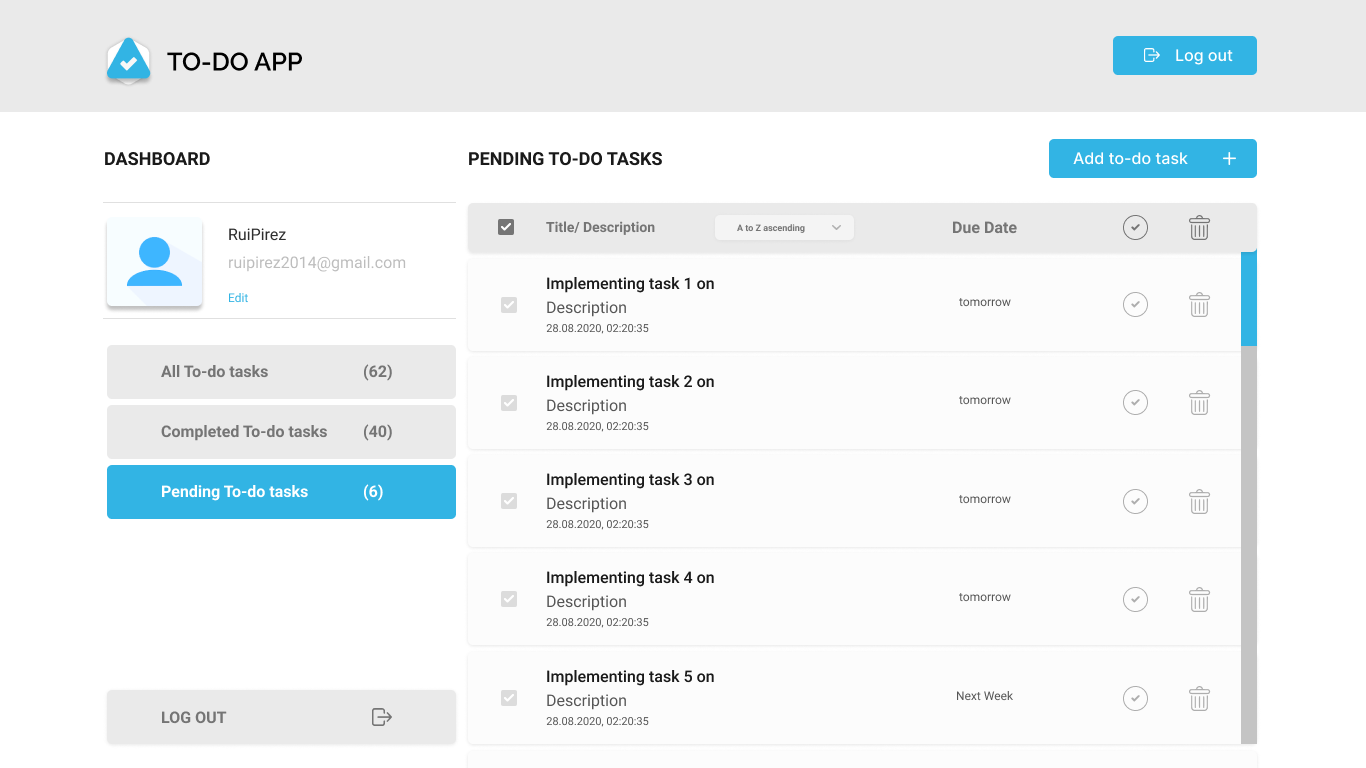 TO-DO APP
Log out
DASHBOARD
RuiPirez
ruipirez2014@gmail.com
Edit
All To-do tasks (62)
Completed To-do tasks (40)
Pending To-do tasks (6)
LOG OUT
PENDING TO-DO TASKS
Add to-do task +
Title/ Description A to Z ascending Due Date
Implementing task 1 on
Description
28.08.2020, 02:20:35
tomorrow
Implementing task 2 on
Description
28.08.2020, 02:20:35
tomorrow
Implementing task 3 on
Description
28.08.2020, 02:20:35
tomorrow
Implementing task 4 on
Description
28.08.2020, 02:20:35
tomorrow
Implementing task 5 on
Description
28.08.2020, 02:20:35
Next Week